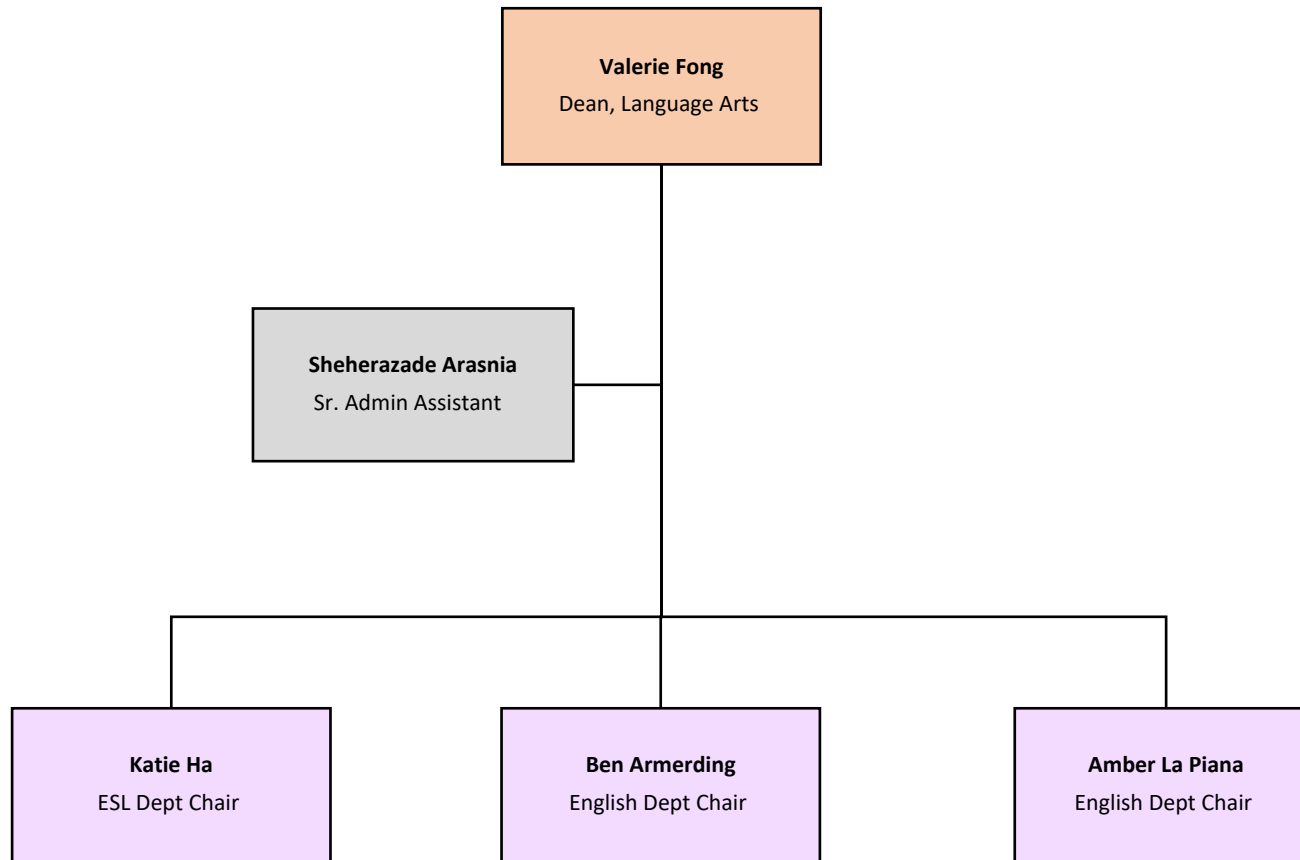 Valerie Fong
Dean, Language Arts
Sheherazade Arasnia
Sr. Admin Assistant
Katie Ha
ESL Dept Chair
Ben Armerding
English Dept Chair
Amber La Piana
English Dept Chair